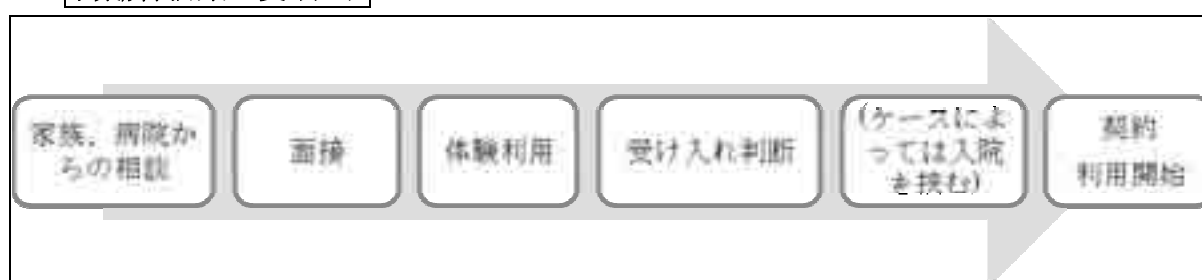 家族、病院か
らの相談
面接
体験利用
受け入れ判断
(ケースによ
っては入院
を挟む)
契約
利用開始